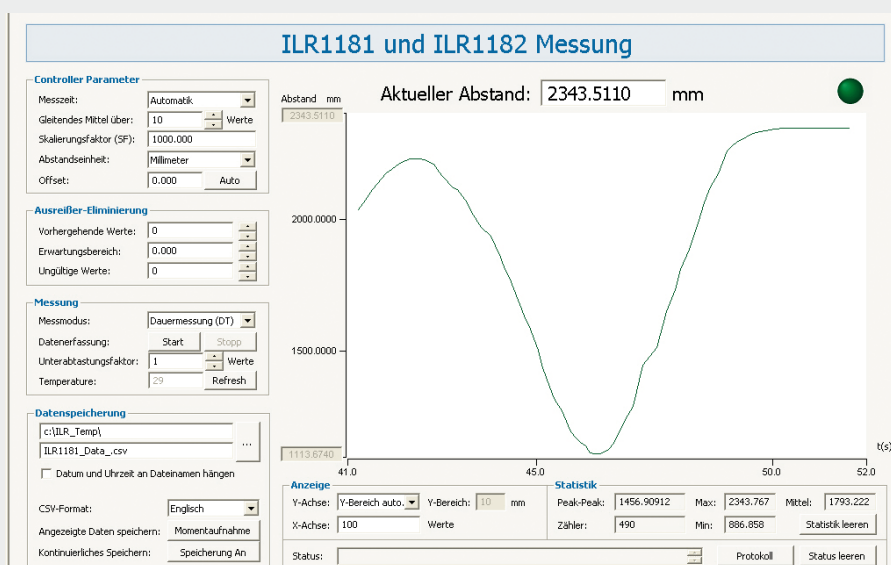 ILR1181 und ILR1182 Messung
Controller Parameter
Messzeit: Automatik
Gleitendes Mittel über: 10 Werte
Skalierungsfaktor (SF): 1000.000
Abstandseinheit: Millimeter
Offset: 0.000 Auto
Ausreißer-Eliminierung
Vorhergehende Werte: 0
Erwartungsbereich: 0.000
Ungültige Werte: 0
Messung
Messmodus: Dauermessung (DT)
Datenerfassung: Start Stopp
Unterabtastungsfaktor: 1 Werte
Temperature: 29 Refresh
Datenspeicherung
c:\ILR_Temp\
ILR1181_Data_.csv ...
Datum und Uhrzeit an Dateinamen hängen
CSV-Format: Englisch
Angezeigte Daten speichern: Momentaufnahme
Kontinuierliches Speichern: Speicherung An
Abstand mm Aktueller Abstand: 2343.5110 mm
2343.5110
2000.0000
1500.0000
1113.6740
t(s)
41.0 45.0 50.0 52.0
Anzeige
Y-Achse: Y-Bereich auto. Y-Bereich: 10 mm
X-Achse: 100 Werte
Statistik
Peak-Peak: 1456.90912 Max: 2343.767 Mittel: 1793.222
Zähler: 490 Min: 886.858 Statistik leeren
Status: Protokoll Status leeren